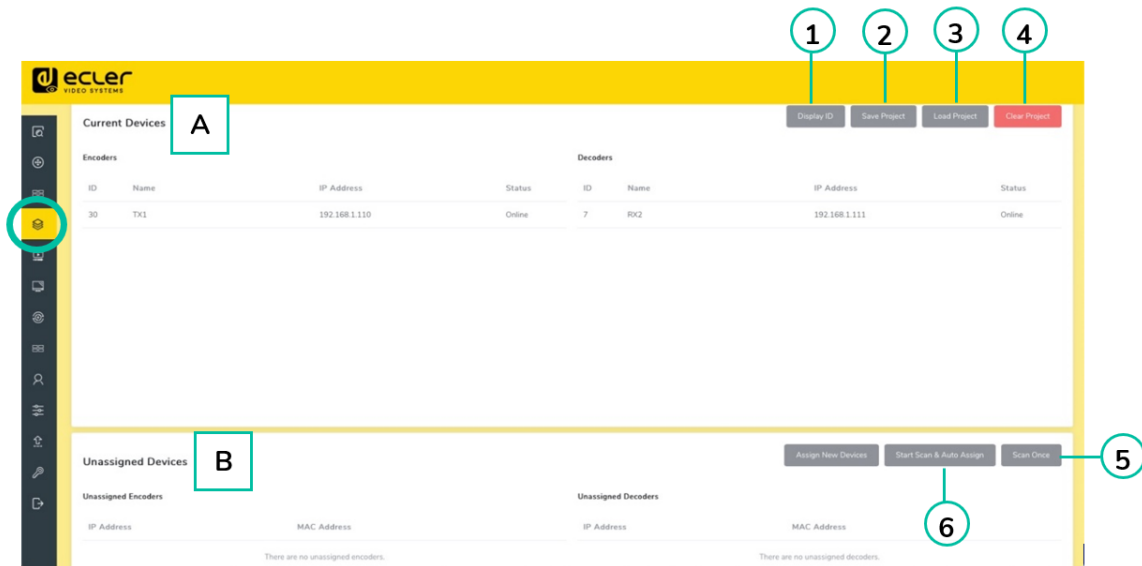 1 2 3 4
ecler
VIDEO SYSTEMS
Current Devices A Display ID Save Project Load Project Clear Project
Encoders Decoders
ID Name IP Address Status ID Name IP Address Status
30 TX1 192.168.1.110 Online 7 RX2 192.168.1.111 Online
Unassigned Devices B Assign New Devices Start Scan & Auto Assign Scan Once 5
Unassigned Encoders Unassigned Decoders
IP Address MAC Address IP Address MAC Address
6
There are no unassigned encoders. There are no unassigned decoders.